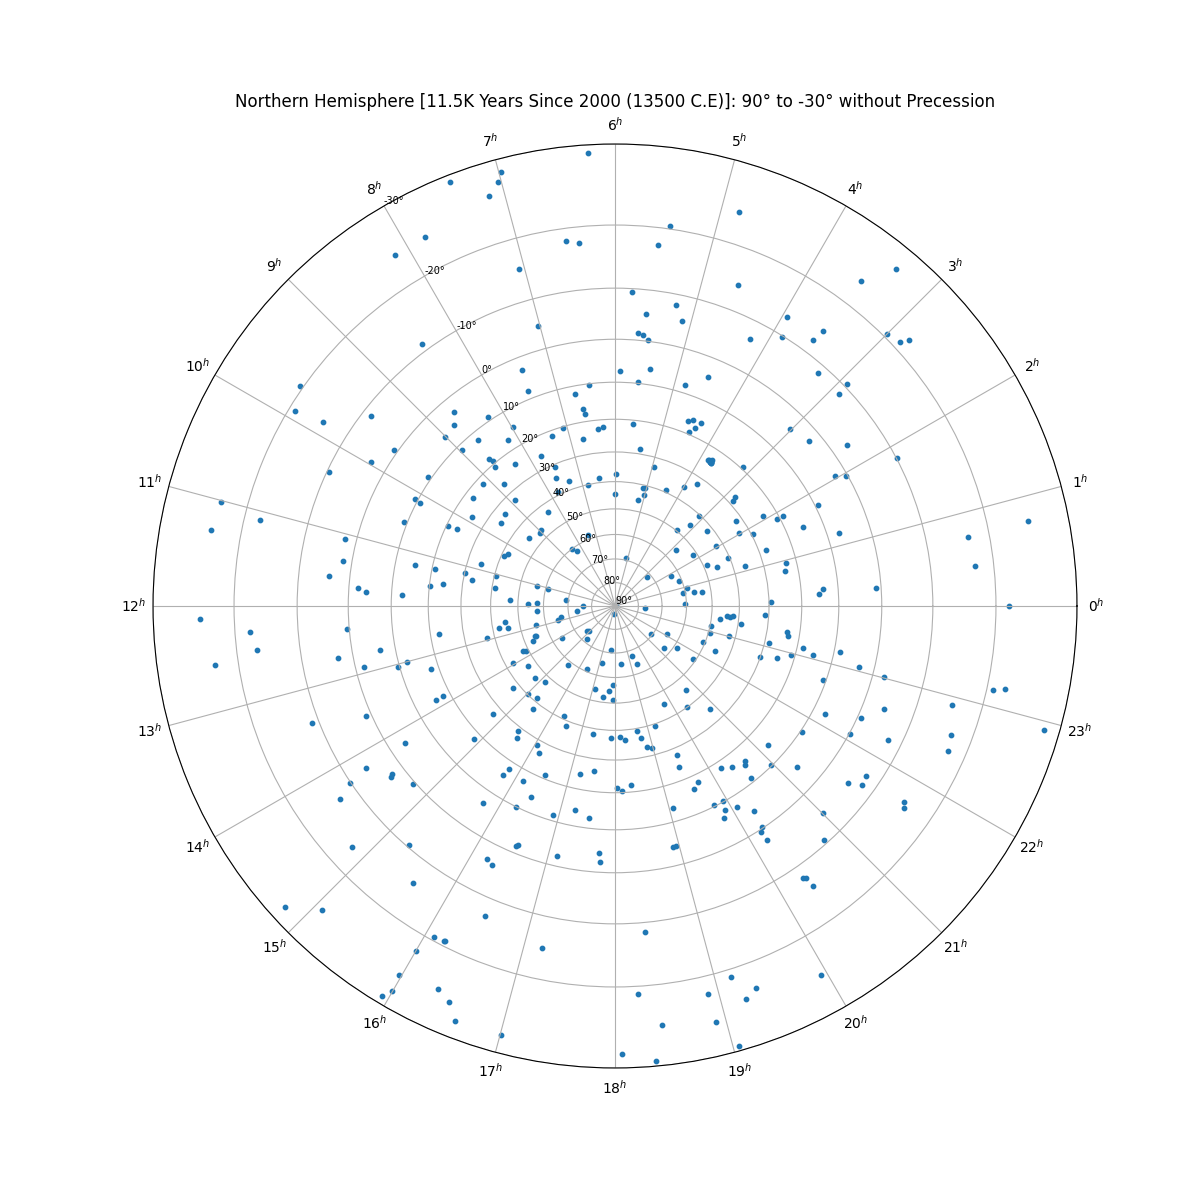 Northern Hemisphere [11.5K Years Since 2000 (13500 C.E)]: 90° to -30° without Precession
6h
7h
5h
8h
4h
-30°
9h
3h
-20°
-10°
10h
2h
0°
10°
20°
30°
11h
1h
40°
50°
60°
70°
80°
90°
12h
0h
13h
23h
14h
22h
15h
21h
16h
20h
17h
19h
18h